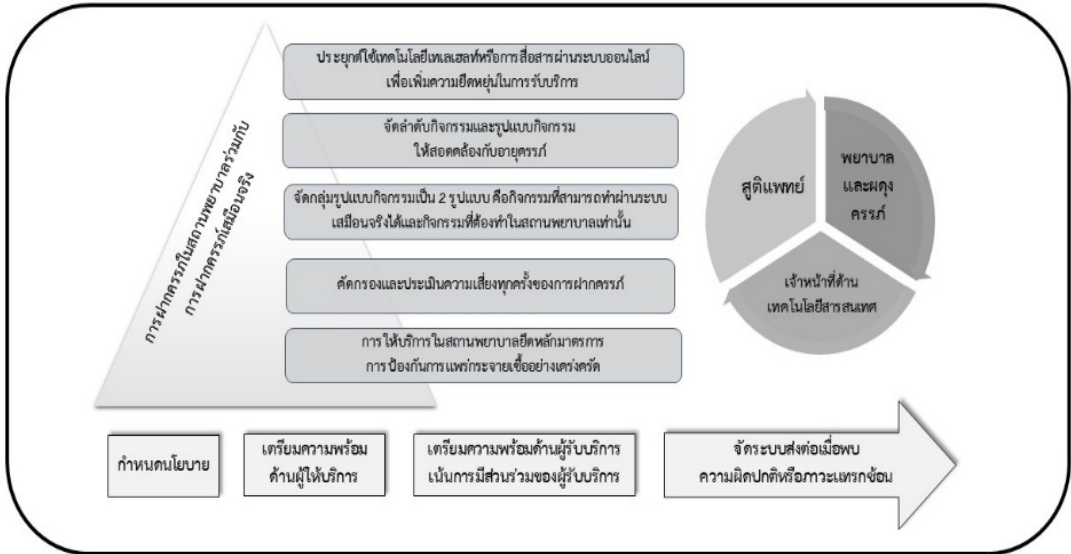 การฝากครรภ์ในสถานพยาบาลร่วมกับ
การฝากครรภ์เสมือนจริง
ประยุกต์ใช้เทคโนโลยีเทเลเฮลท์หรือการสื่อสารผ่านระบบออนไลน์
เพื่อเพิ่มความยืดหยุ่นในการรับบริการ
จัดลำดับกิจกรรมและรูปแบบกิจกรรม
ให้สอดคล้องกับอายุครรภ์
จัดกลุ่มรูปแบบกิจกรรมเป็น 2 รูปแบบ คือกิจกรรมที่สามารถทำผ่านระบบ
เสมือนจริงได้และกิจกรรมที่ต้องทำในสถานพยาบาลเท่านั้น
คัดกรองและประเมินความเสี่ยงทุกครั้งของการฝากครรภ์
การให้บริการในสถานพยาบาลยึดหลักมาตรการ
การป้องกันการแพร่กระจายเชื้ออย่างเคร่งครัด
สูติแพทย์
พยาบาล
และผดุง
ครรภ์
เจ้าหน้าที่ด้าน
เทคโนโลยีสารสนเทศ
กำหนดนโยบาย
เตรียมความพร้อม
ด้านผู้ให้บริการ
เตรียมความพร้อมด้านผู้รับบริการ
เน้นการมีส่วนร่วมของผู้รับบริการ
จัดระบบส่งต่อเมื่อพบ
ความผิดปกติหรือภาวะแทรกซ้อน